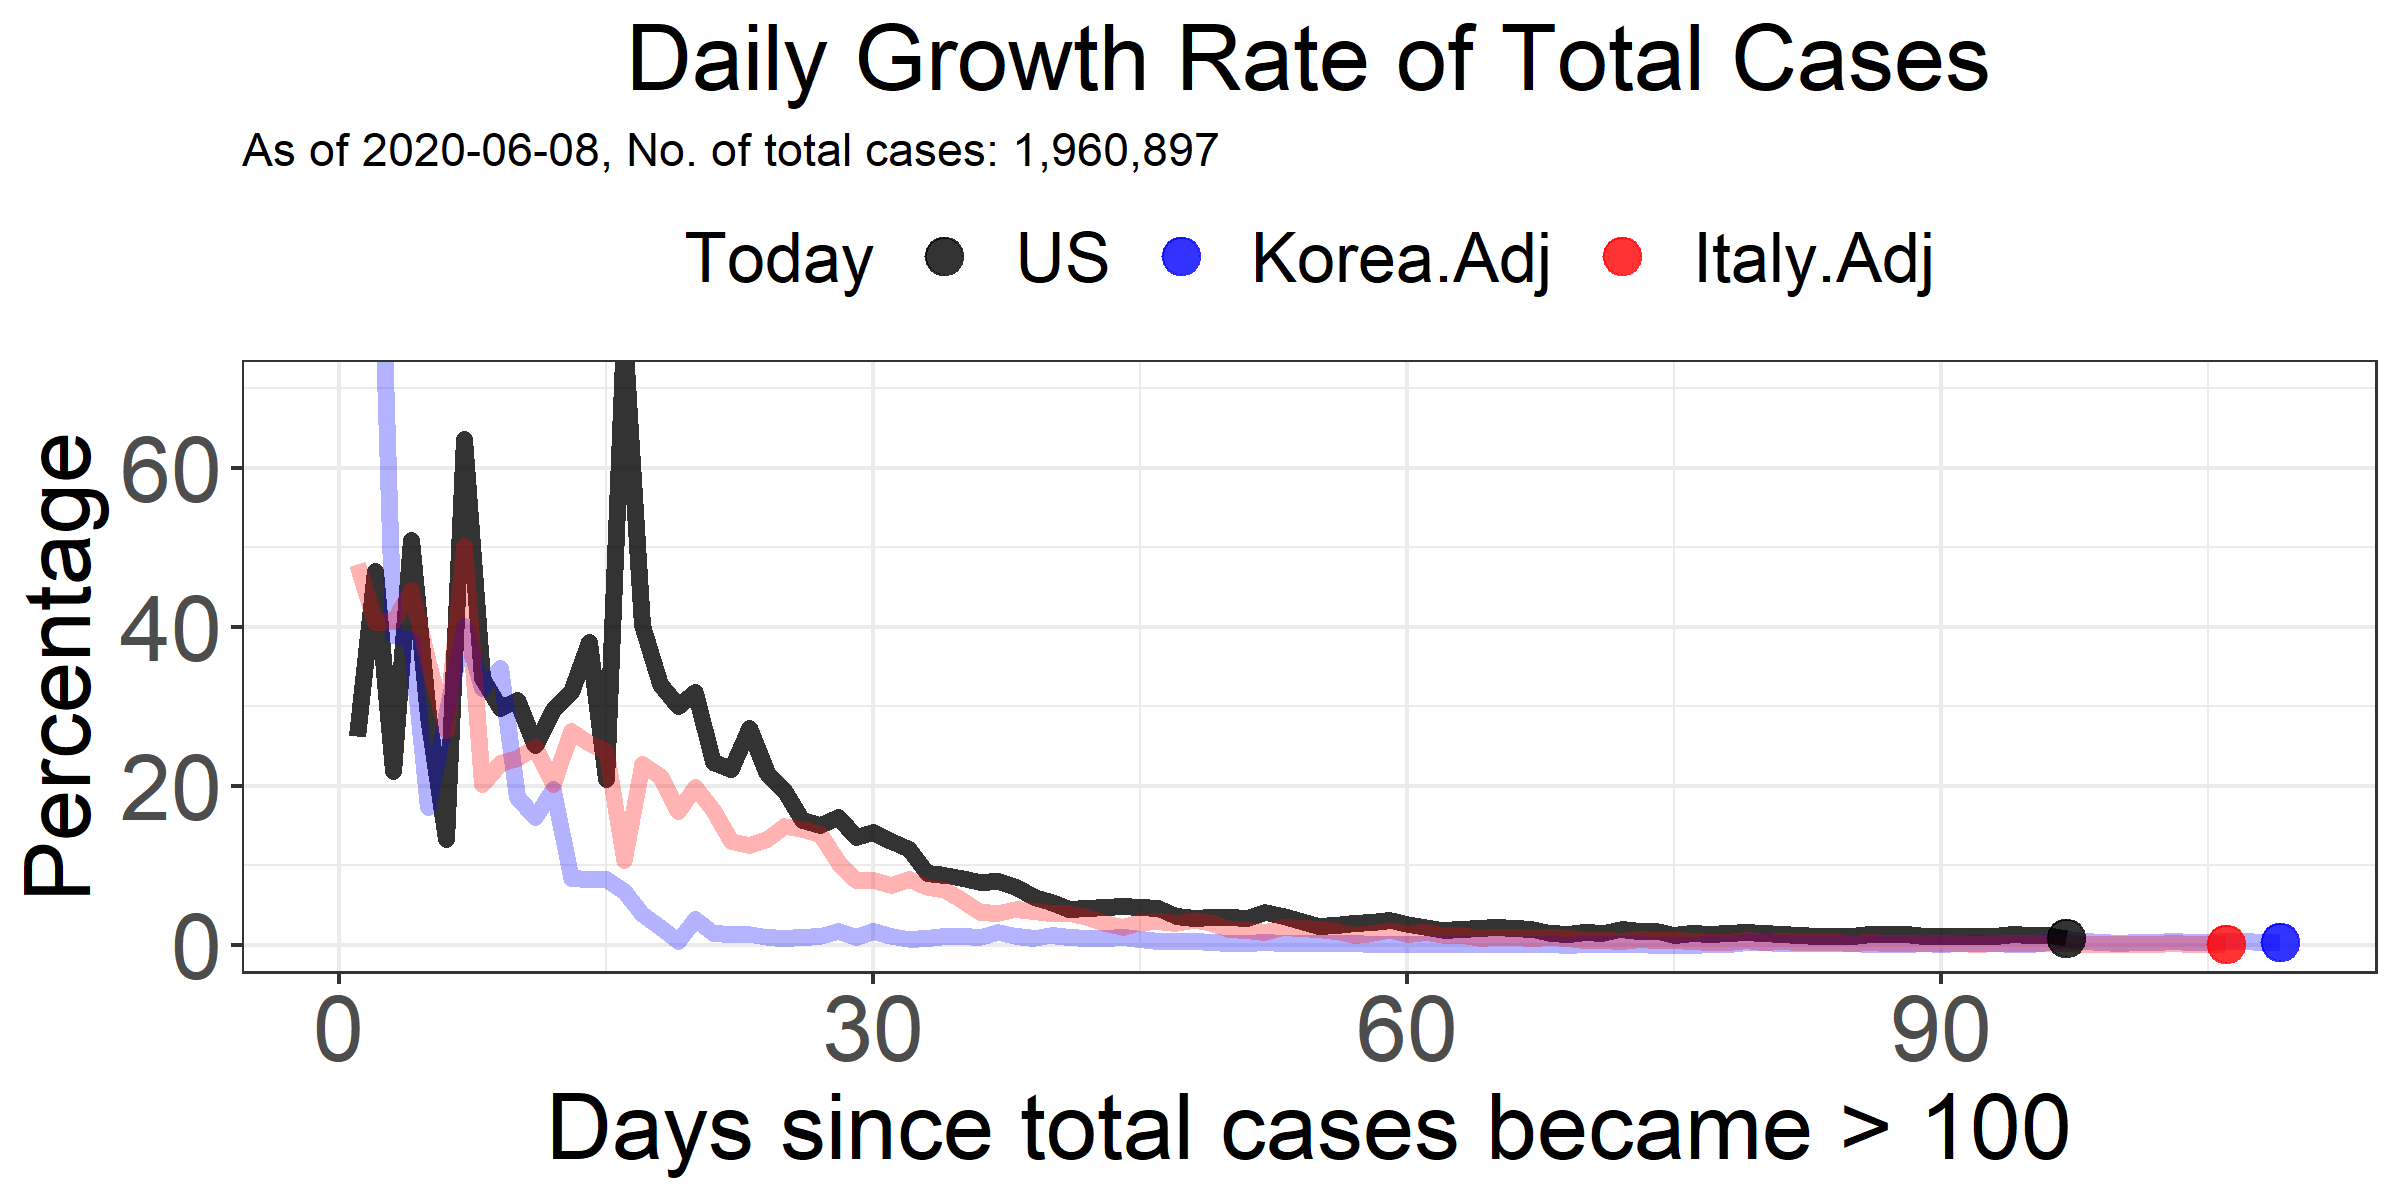 Daily Growth Rate of Total Cases
As of 2020-06-08, No. of total cases: 1,960,897
Today US Korea.Adj Italy.Adj
Percentage
60
40
20
0
0 30 60 90
Days since total cases became > 100